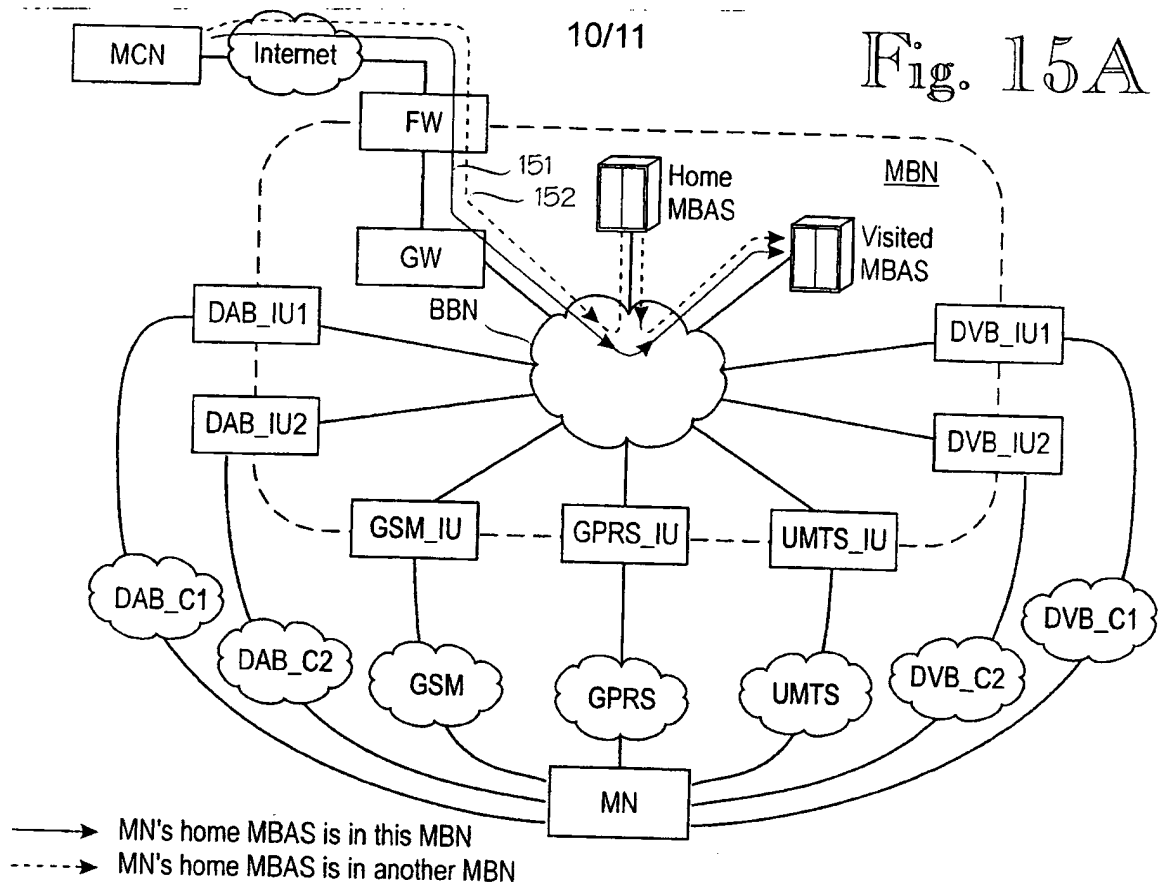 10/11
Fig. 15A
MCN
Internet
FW
151
152
Home
MBAS
MBN
Visited
MBAS
GW
BBN
DAB_IU1
DVB_IU1
DAB_IU2
DVB_IU2
GSM_IU
GPRS_IU
UMTS_IU
DAB_C1
DVB_C1
DAB_C2
DVB_C2
GSM
GPRS
UMTS
MN
MN's home MBAS is in this MBN
MN's home MBAS is in another MBN